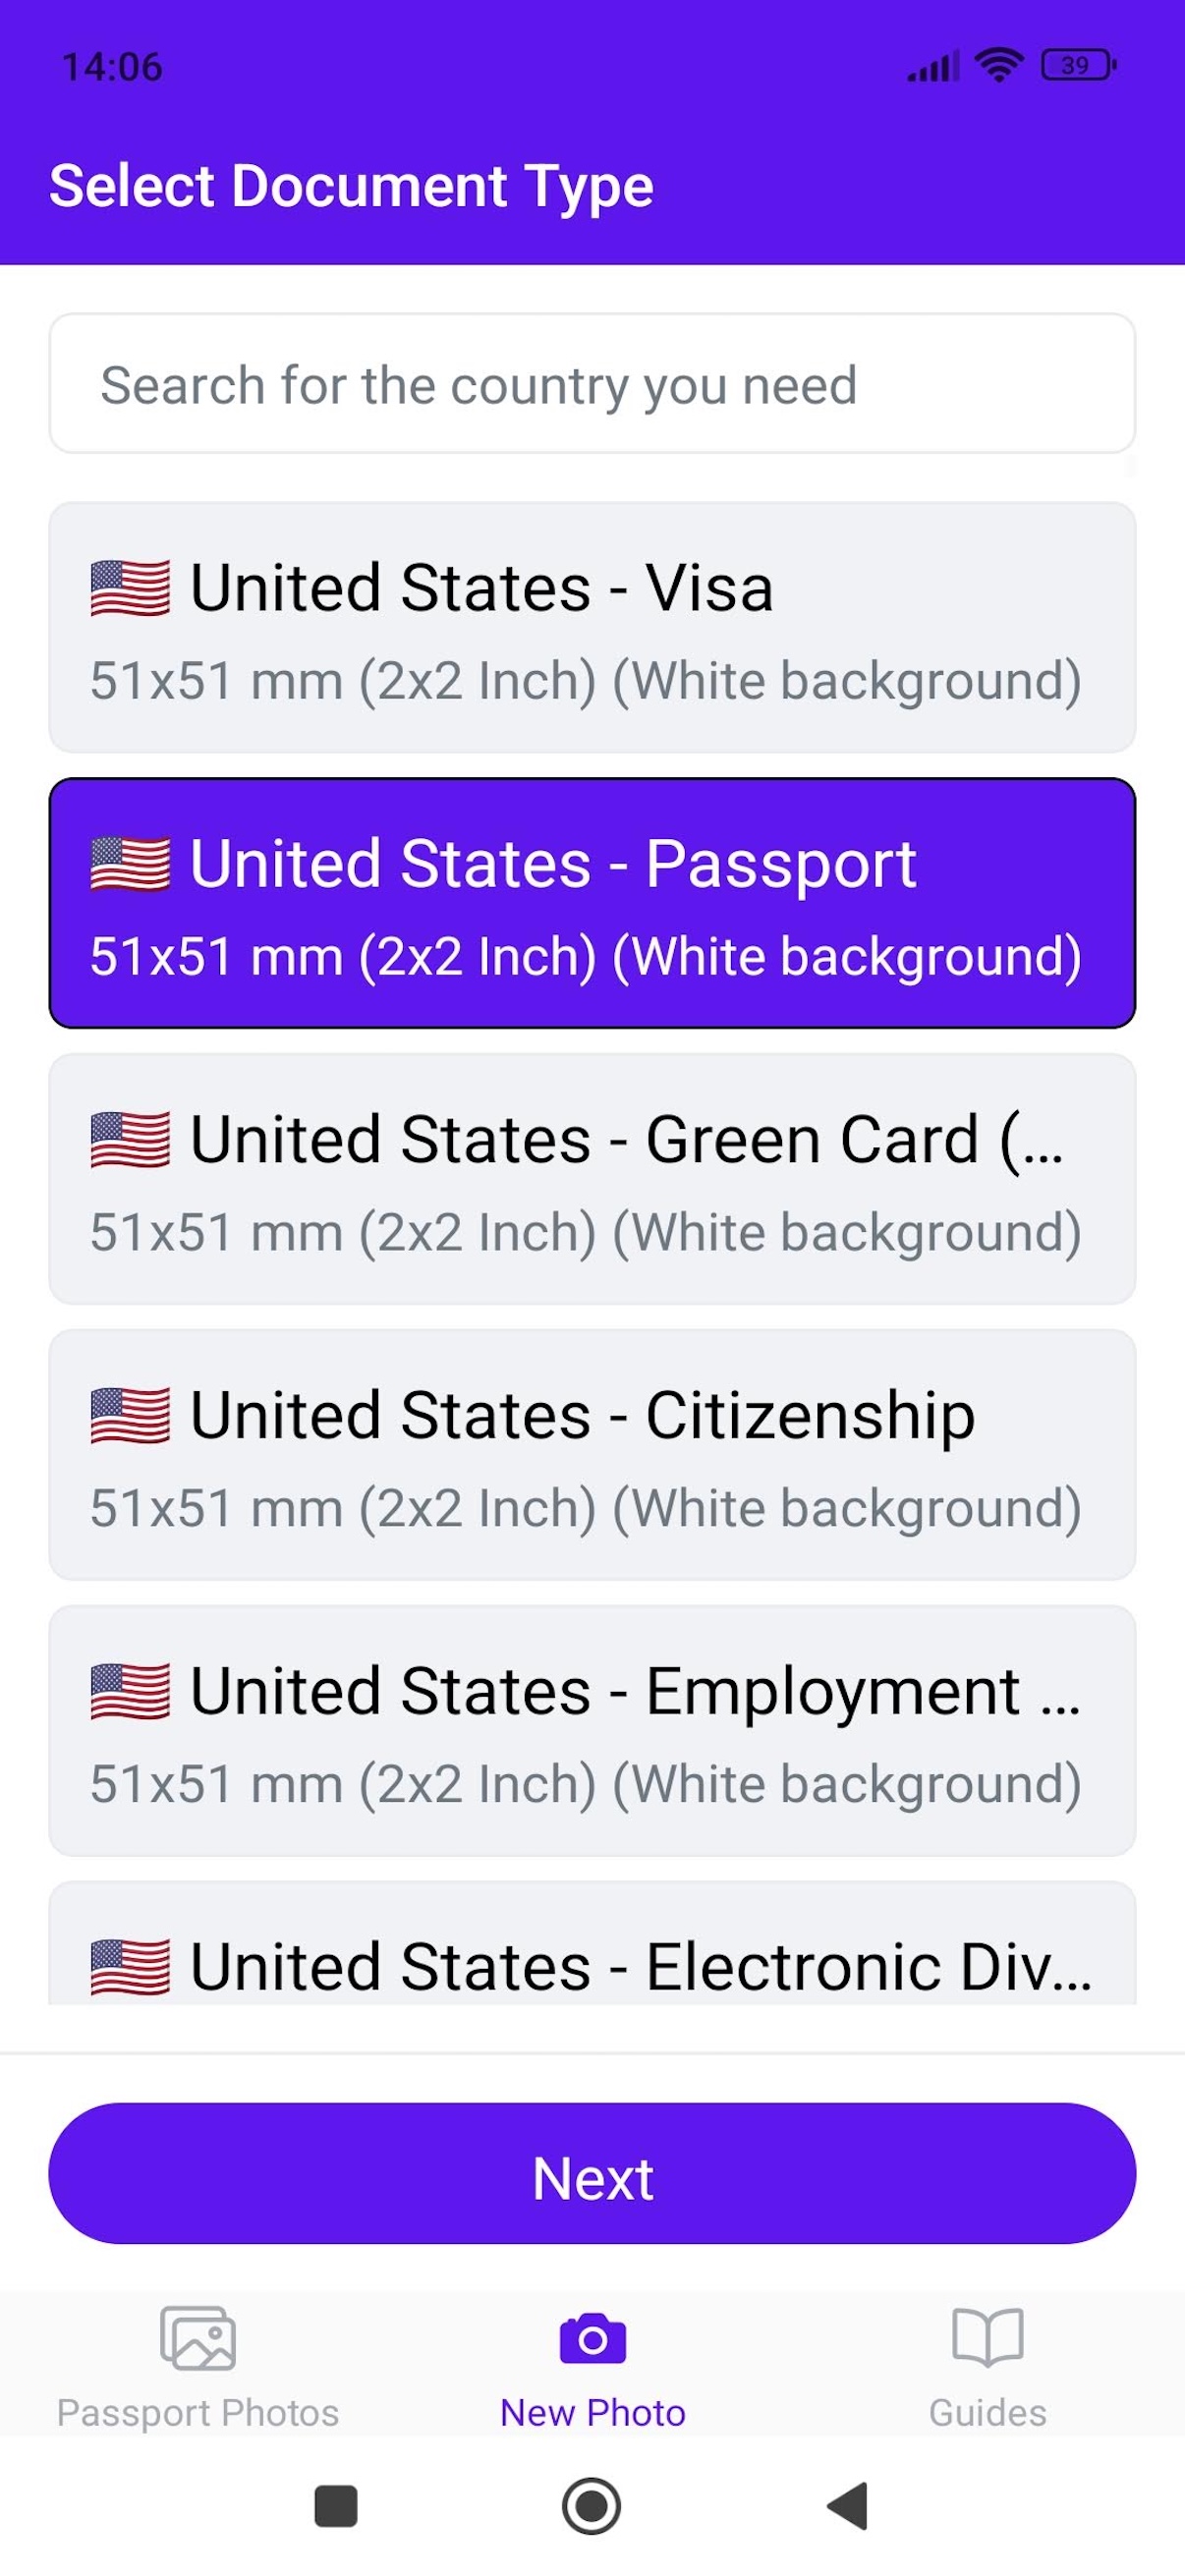 14:06
39
Select Document Type
Search for the country you need
United States - Visa
51x51 mm (2x2 Inch) (White background)
United States - Passport
51x51 mm (2x2 Inch) (White background)
United States - Green Card (...
51x51 mm (2x2 Inch) (White background)
United States - Citizenship
51x51 mm (2x2 Inch) (White background)
United States - Employment ...
51x51 mm (2x2 Inch) (White background)
United States - Electronic Div...
Next
Passport Photos
New Photo
Guides